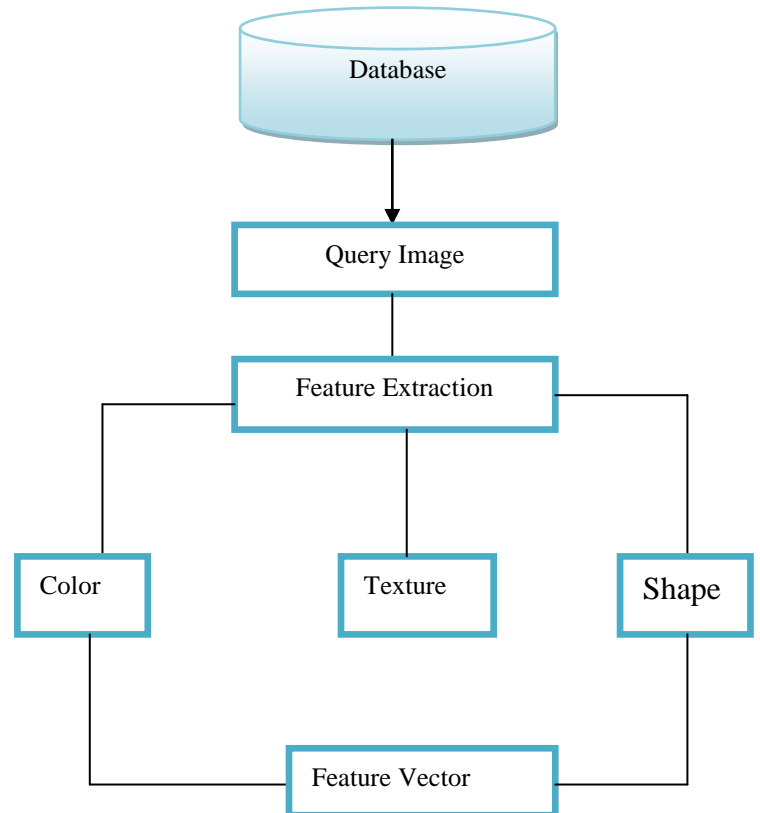 Database
Query Image
Feature Extraction
Color
Texture
Shape
Feature Vector